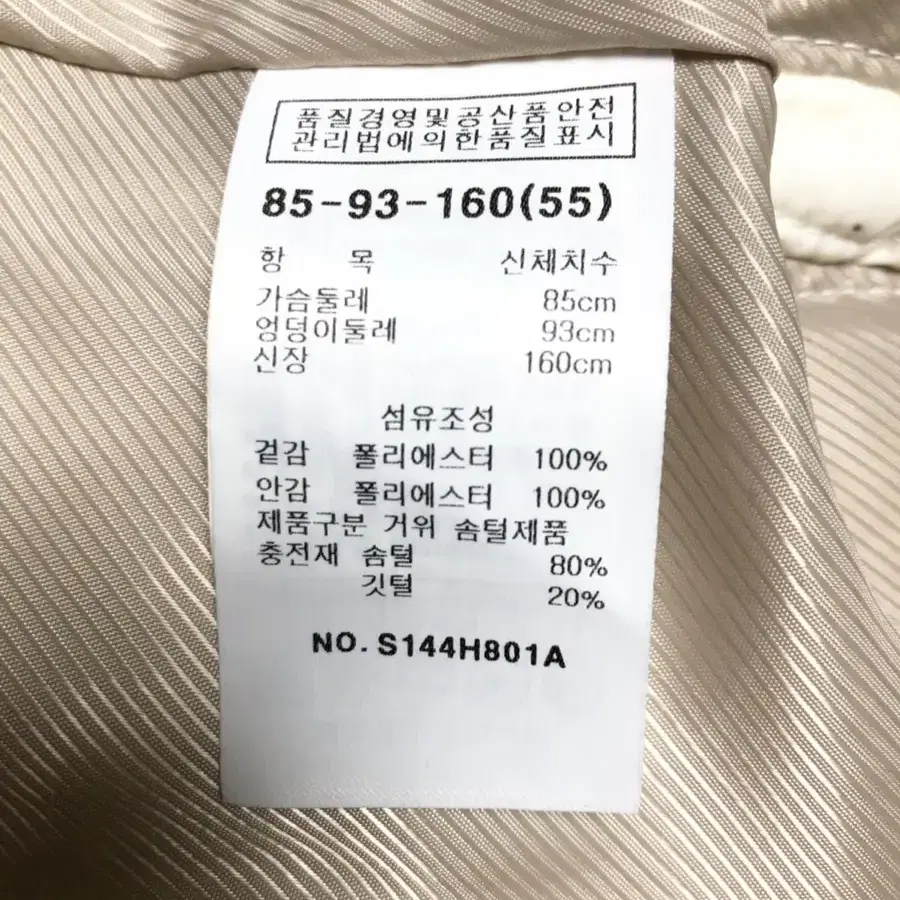 품질경영및공산품안전
관리법에의한품질표시
85-93-160(55)
항 목 신체치수
가슴둘레 85cm
엉덩이둘레 93cm
신장 160cm
섬유조성
겉감 폴리에스터 100%
안감 폴리에스터 100%
제품구분 거위 솜털제품
충전재 솜털 80%
깃털 20%
NO. S144H801A